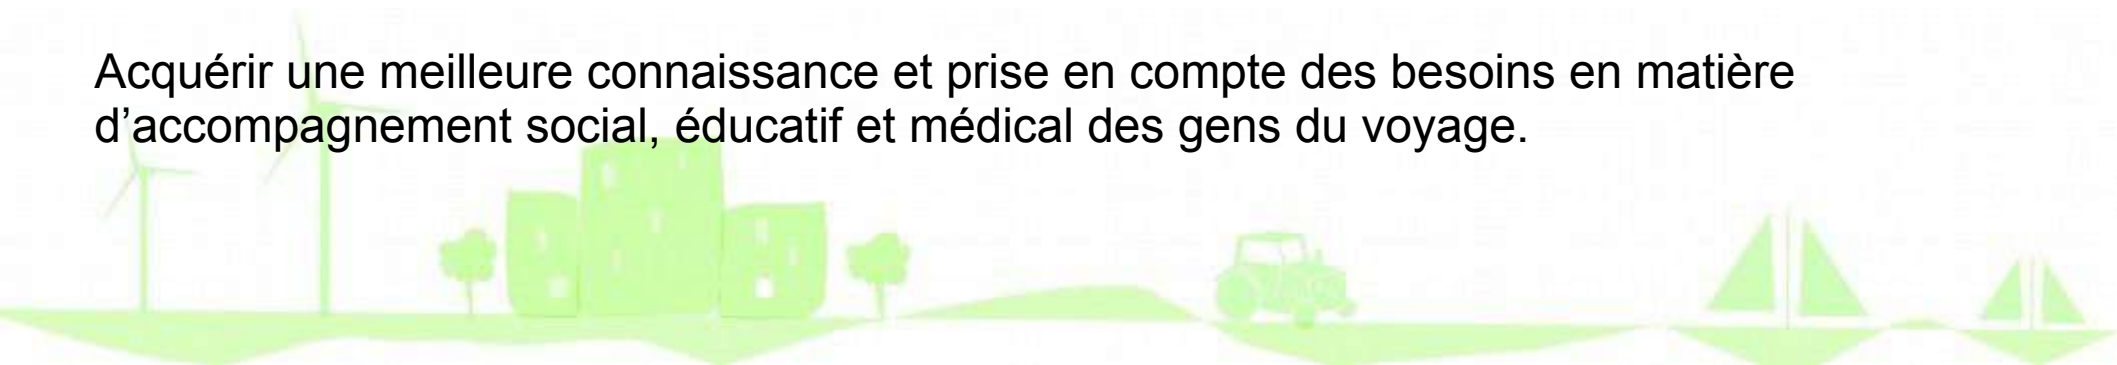 Acquérir une meilleure connaissance et prise en compte des besoins en matière
d’accompagnement social, éducatif et médical des gens du voyage.